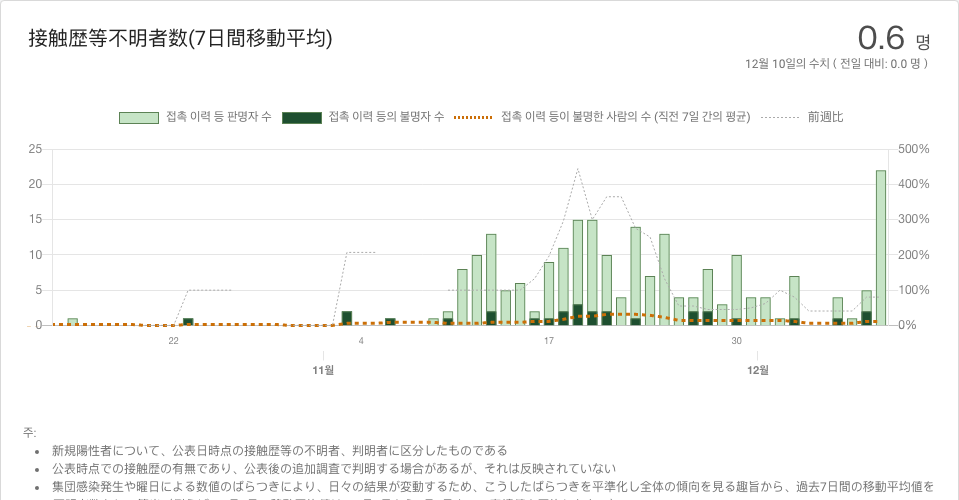 接触歴等不明者数(7日間移動平均)
0.6 명
12월 10일의 수치 ( 전일 대비: 0.0 명 )
접촉 이력 등 판명자 수 접촉 이력 등의 불명자 수 접촉 이력 등이 불명한 사람의 수 (직전 7일 간의 평균) 前週比
25 500%
20 400%
15 300%
10 200%
5 100%
0 0%
22 4 17 30
11월 12월
주:
• 新規陽性者について、公表日時点の接触歴等の不明者、判明者に区分したものである
• 公表時点での接触歴の有無であり、公表後の追加調査で判明する場合があるが、それは反映されていない
• 集団感染発生や曜日による数値のばらつきにより、日々の結果が変動するため、こうしたばらつきを平準化し全体の傾向を見る趣旨から、過去7日間の移動平均値を